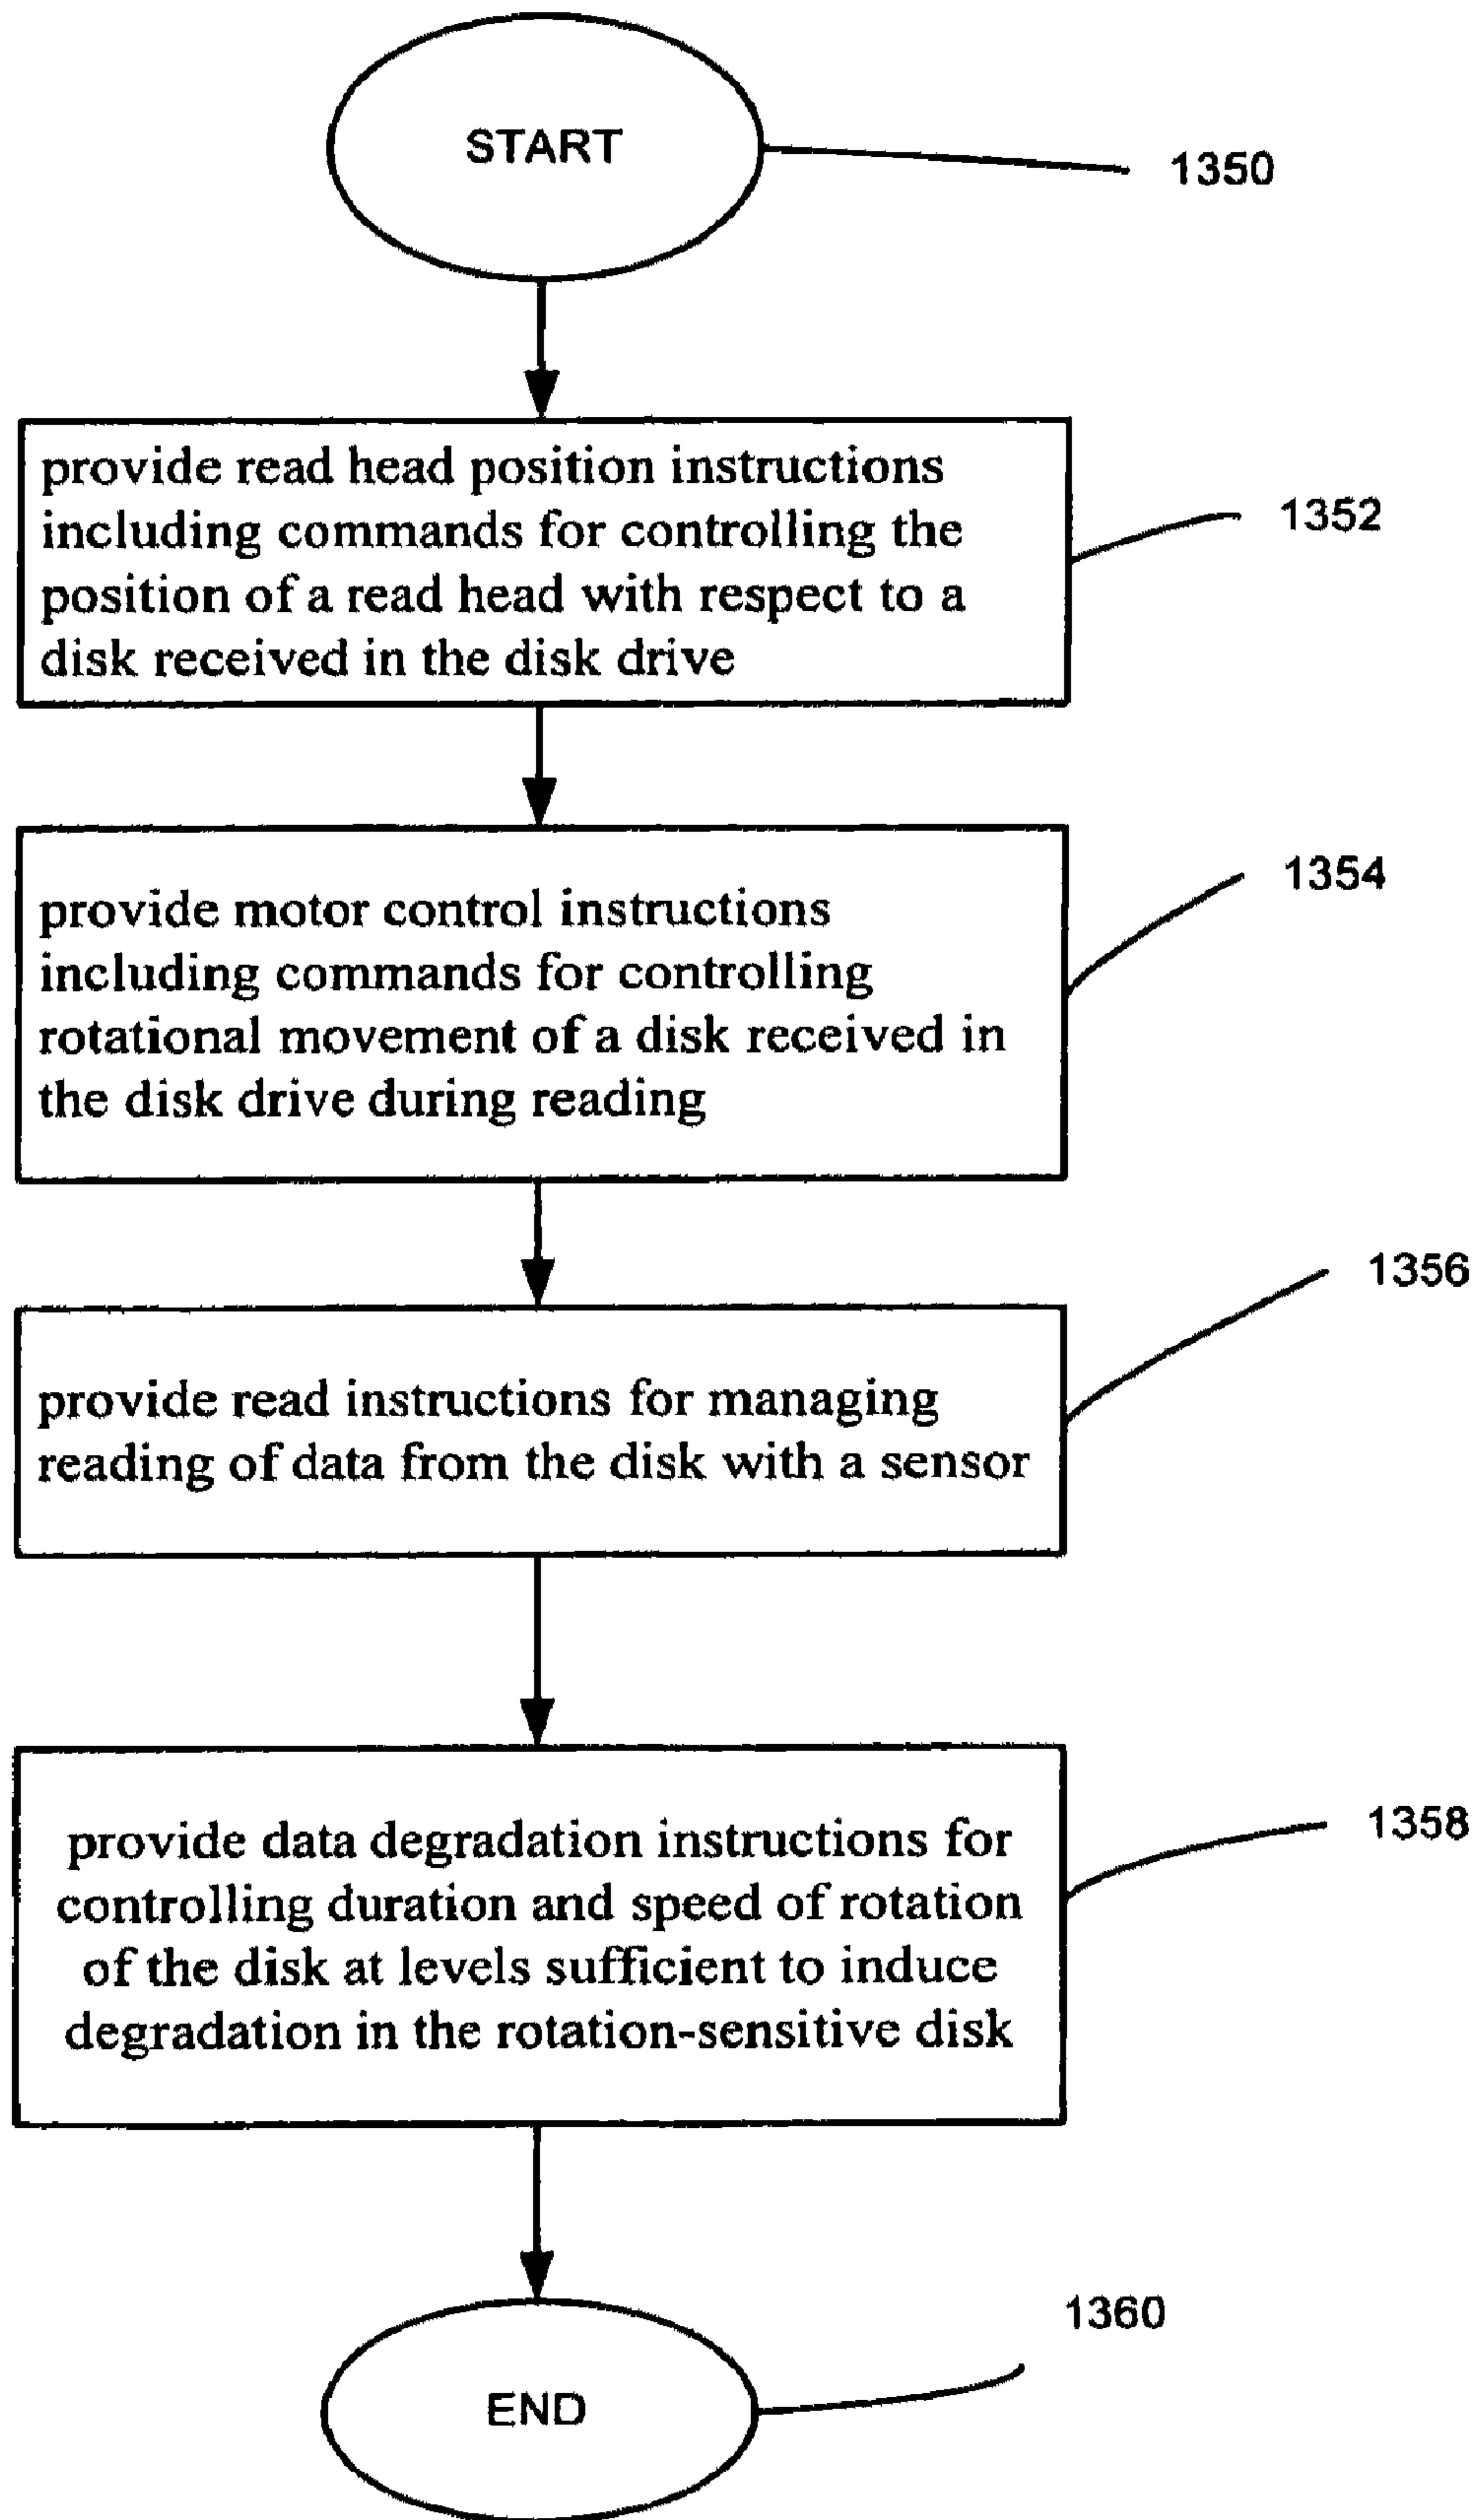 START
1350
provide read head position instructions
including commands for controlling the
position of a read head with respect to a
disk received in the disk drive
1352
provide motor control instructions
including commands for controlling
rotational movement of a disk received in
the disk drive during reading
1354
provide read instructions for managing
reading of data from the disk with a sensor
1356
provide data degradation instructions for
controlling duration and speed of rotation
of the disk at levels sufficient to induce
degradation in the rotation-sensitive disk
1358
END
1360